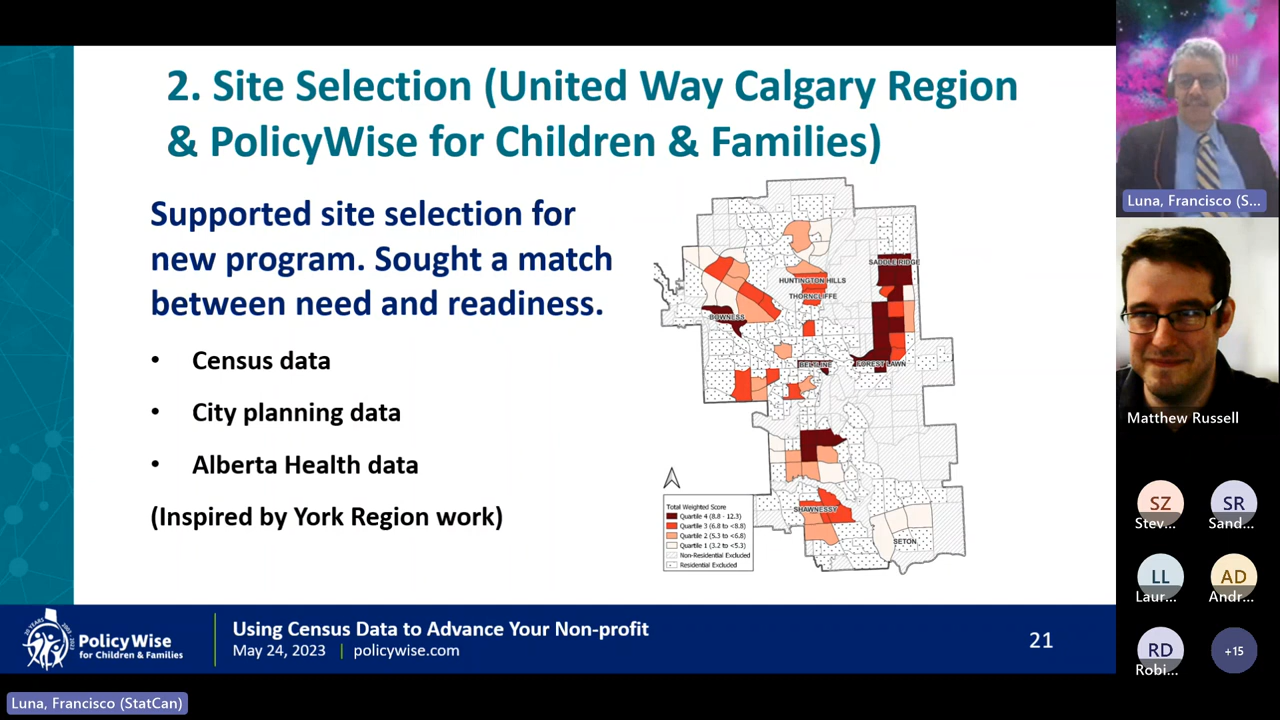 2. Site Selection (United Way Calgary Region
& PolicyWise for Children & Families)
Supported site selection for
new program. Sought a match
between need and readiness.
• Census data
• City planning data
• Alberta Health data
(Inspired by York Region work)
SADDLE RIDGE
HUNTINGTON HILLS
THORNCLIFFE
BOWNESS
BELTLINE
FOREST LAWN
SHAWNESSY
SETON
Total Weighted Score
Quartile 4 (8.8 - 12.3)
Quartile 3 (6.8 to <8.8)
Quartile 2 (5.3 to <6.8)
Quartile 1 (3.2 to <5.3)
Non-Residential Excluded
Residential Excluded
PolicyWise
for Children & Families
Using Census Data to Advance Your Non-profit
May 24, 2023 | policywise.com
21
Luna, Francisco (StatCan)
Luna, Francisco (S...
Matthew Russell
SZ
Stev...
SR
Sand...
LL
Laur...
AD
Andr...
RD
Robi...
+15